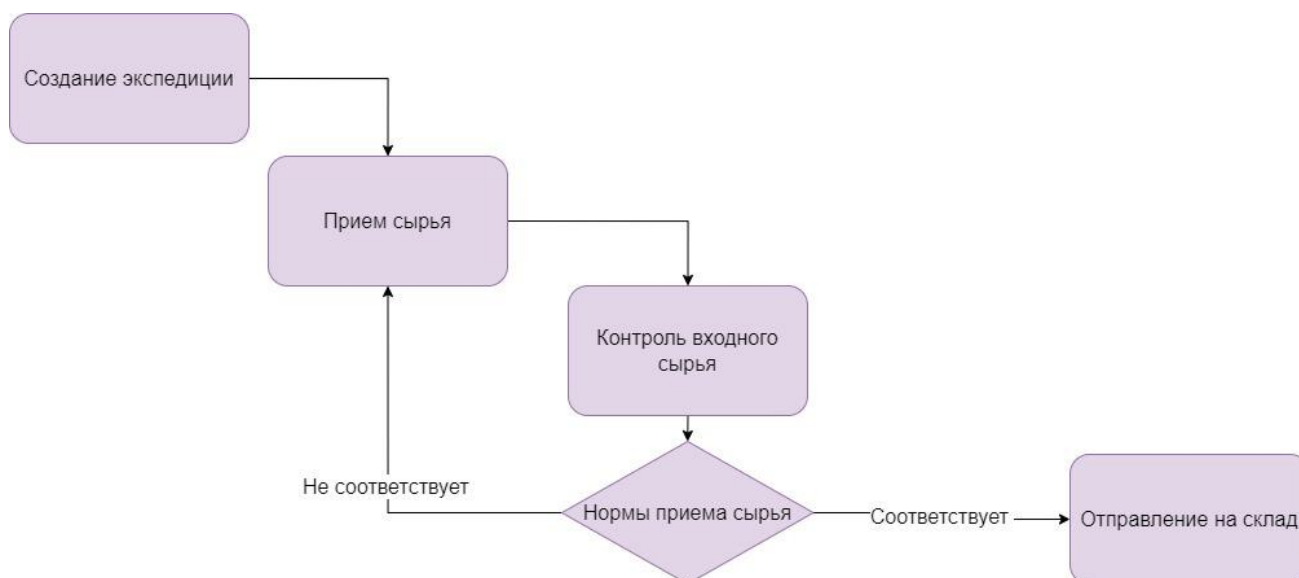 Создание экспедиции
Прием сырья
Контроль входного
сырья
Не соответствует
Нормы приема сырья
Соответствует
Отправление на склад